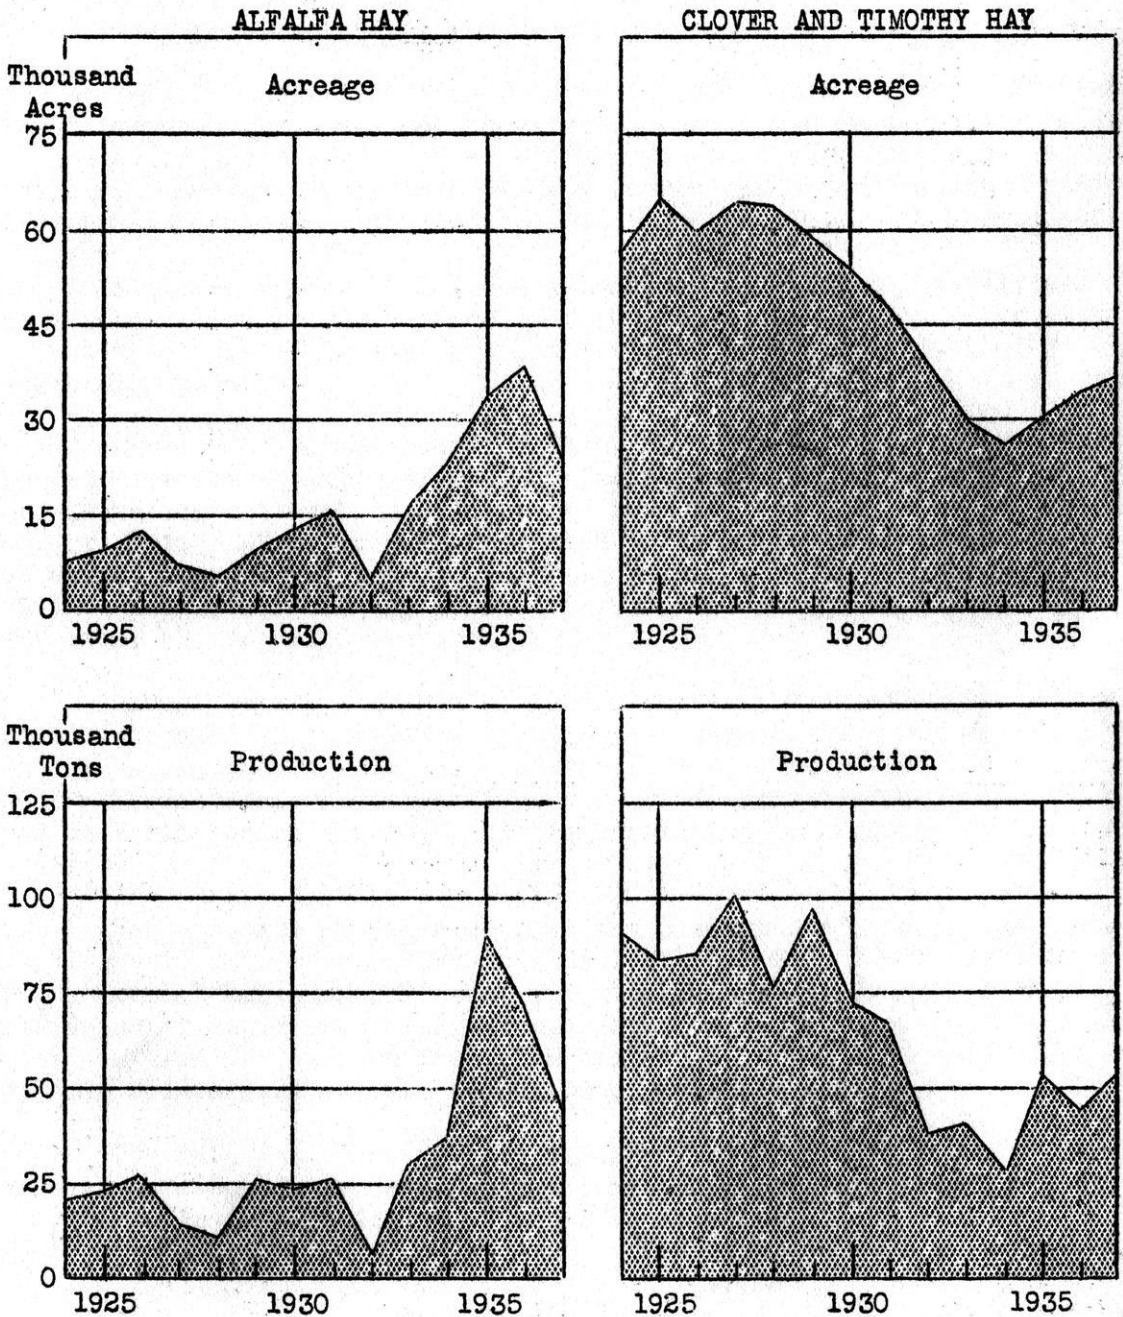 ALFALFA HAY
CLOVER AND TIMOTHY HAY
Thousand
Acres
Acreage
Acreage
75
60
45
30
15
0
1925 1930 1935
1925 1930 1935
Thousand
Tons
Production
Production
125
100
75
50
25
0
1925 1930 1935
1925 1930 1935